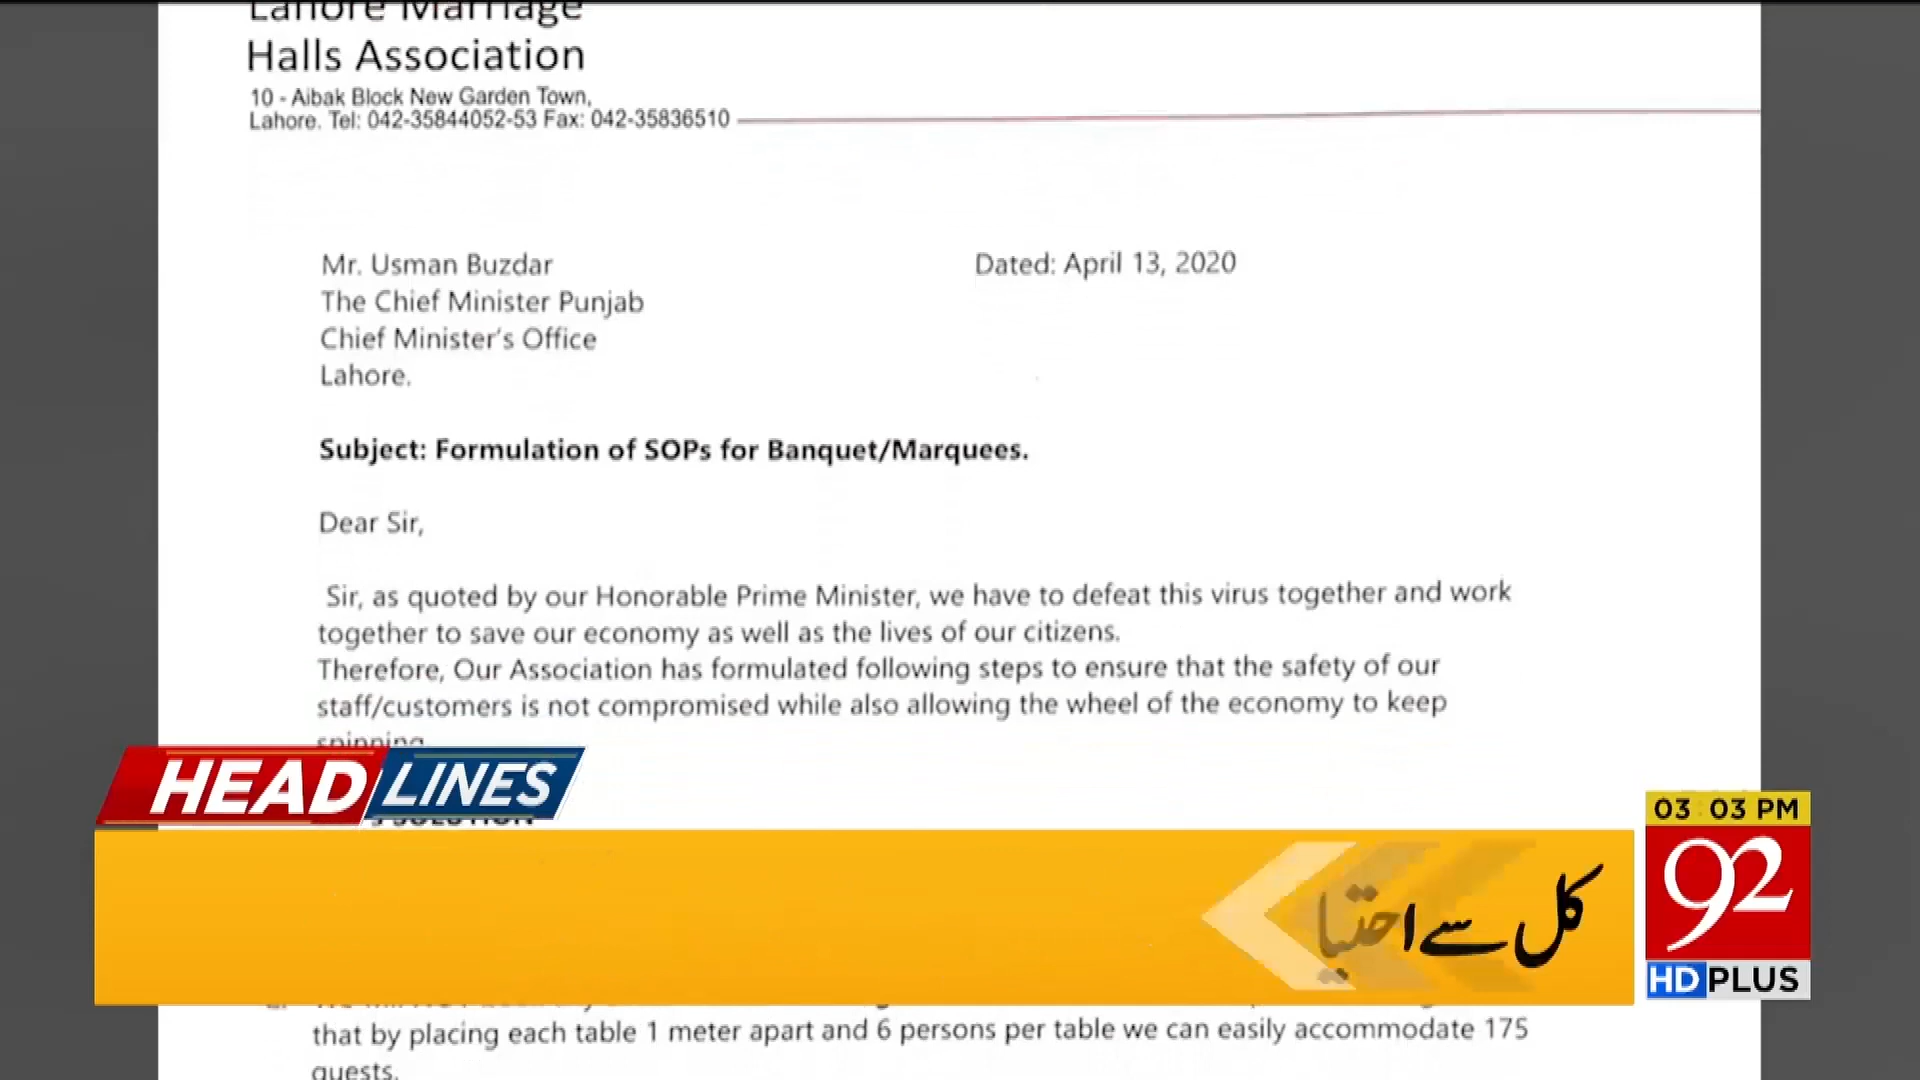 Lahore Marriage
Halls Association
10 - Aibak Block New Garden Town,
Lahore. Tel: 042-35844052-53 Fax: 042-35836510
Mr. Usman Buzdar
Dated: April 13, 2020
The Chief Minister Punjab
Chief Minister's Office
Lahore.
Subject: Formulation of SOPs for Banquet/Marquees.
Dear Sir,
Sir, as quoted by our Honorable Prime Minister, we have to defeat this virus together and work
together to save our economy as well as the lives of our citizens.
Therefore, Our Association has formulated following steps to ensure that the safety of our
staff/customers is not compromised while also allowing the wheel of the economy to keep
spinning
HEADLINES
03 03 PM
کل سے احتیا
92
HD PLUS
that by placing each table 1 meter apart and 6 persons per table we can easily accommodate 175
guests.